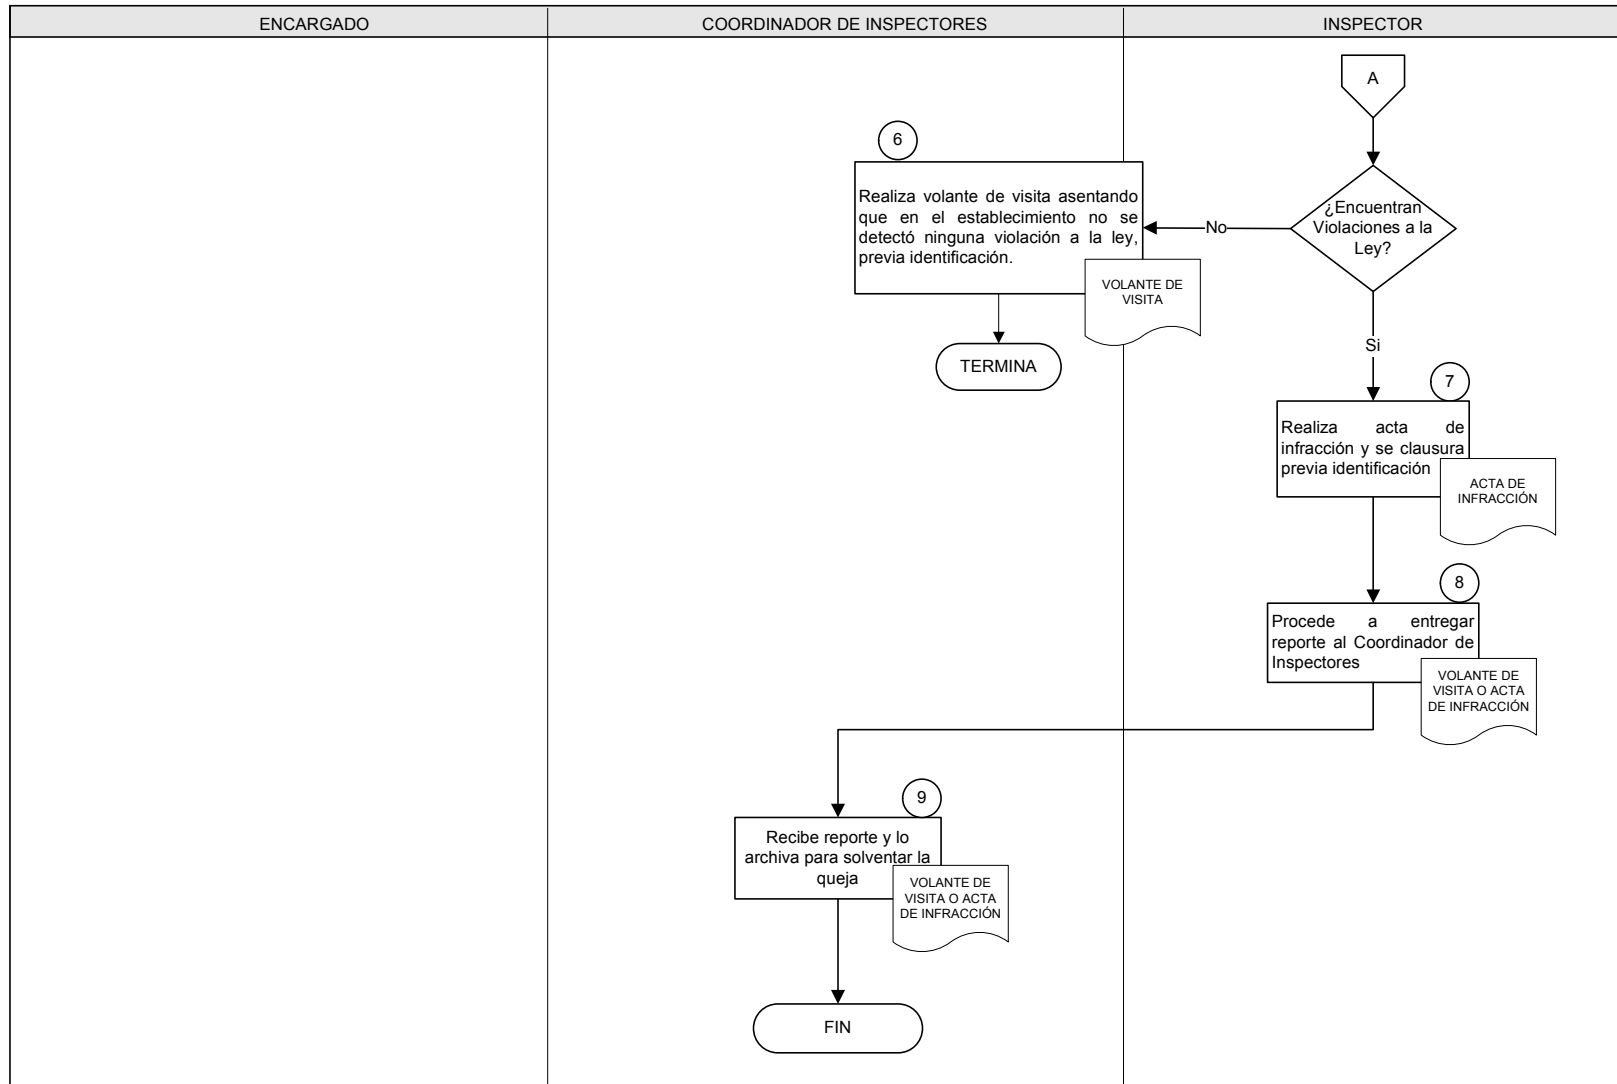 ENCARGADO
COORDINADOR DE INSPECTORES
INSPECTOR
A
6
Realiza volante de visita asentando
que en el establecimiento no se
detectó ninguna violación a la ley,
previa identificación.
VOLANTE DE
VISITA
TERMINA
No
¿Encuentran
Violaciones a la
Ley?
Si
7
Realiza acta de
infracción y se clausura
previa identificación
ACTA DE
INFRACCIÓN
8
Procede a entregar
reporte al Coordinador de
Inspectores
VOLANTE DE
VISITA O ACTA
DE INFRACCIÓN
9
Recibe reporte y lo
archiva para solventar la
queja
VOLANTE DE
VISITA O ACTA
DE INFRACCIÓN
FIN